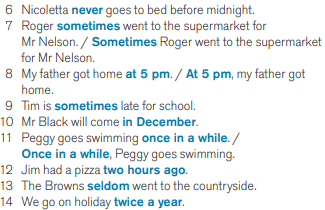 6 Nicoletta never goes to bed before midnight.
7 Roger sometimes went to the supermarket for
Mr Nelson. / Sometimes Roger went to the supermarket
for Mr Nelson.
8 My father got home at 5 pm. / At 5 pm, my father got
home.
9 Tim is sometimes late for school.
10 Mr Black will come in December.
11 Peggy goes swimming once in a while. /
Once in a while, Peggy goes swimming.
12 Jim had a pizza two hours ago.
13 The Browns seldom went to the countryside.
14 We go on holiday twice a year.